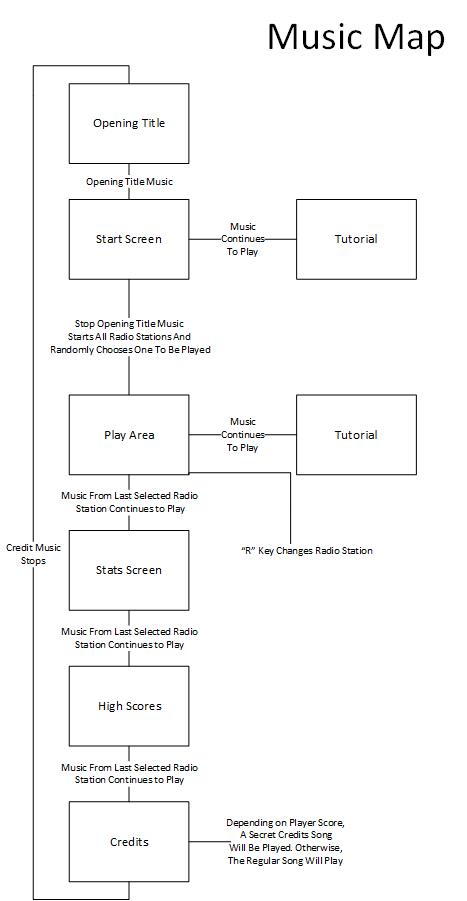 Music Map
Opening Title
Opening Title Music
Start Screen
Music
Continues
To Play
Tutorial
Stop Opening Title Music
Starts All Radio Stations And
Randomly Chooses One To Be Played
Play Area
Music
Continues
To Play
Tutorial
Music From Last Selected Radio
Station Continues to Play
"R" Key Changes Radio Station
Credit Music
Stops
Stats Screen
Music From Last Selected Radio
Station Continues to Play
High Scores
Music From Last Selected Radio
Station Continues to Play
Credits
Depending on Player Score,
A Secret Credits Song
Will Be Played. Otherwise,
The Regular Song Will Play